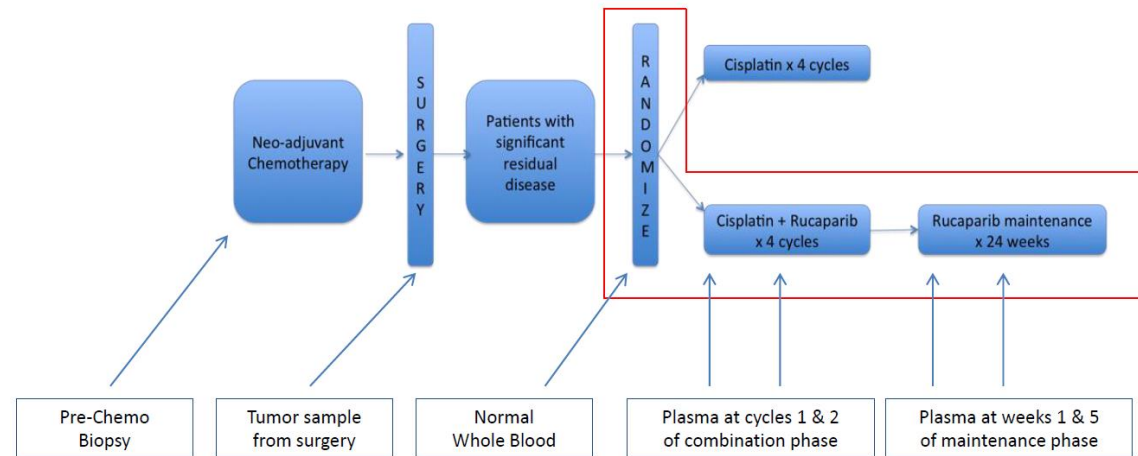 Neo-adjuvant
Chemotherapy
SURGERY
Patients with
significant
residual
disease
RANDOMIZE
Cisplatin x 4 cycles
Cisplatin + Rucaparib
x 4 cycles
Rucaparib maintenance
x 24 weeks
Pre-Chemo
Biopsy
Tumor sample
from surgery
Normal
Whole Blood
Plasma at cycles 1 & 2
of combination phase
Plasma at weeks 1 & 5
of maintenance phase